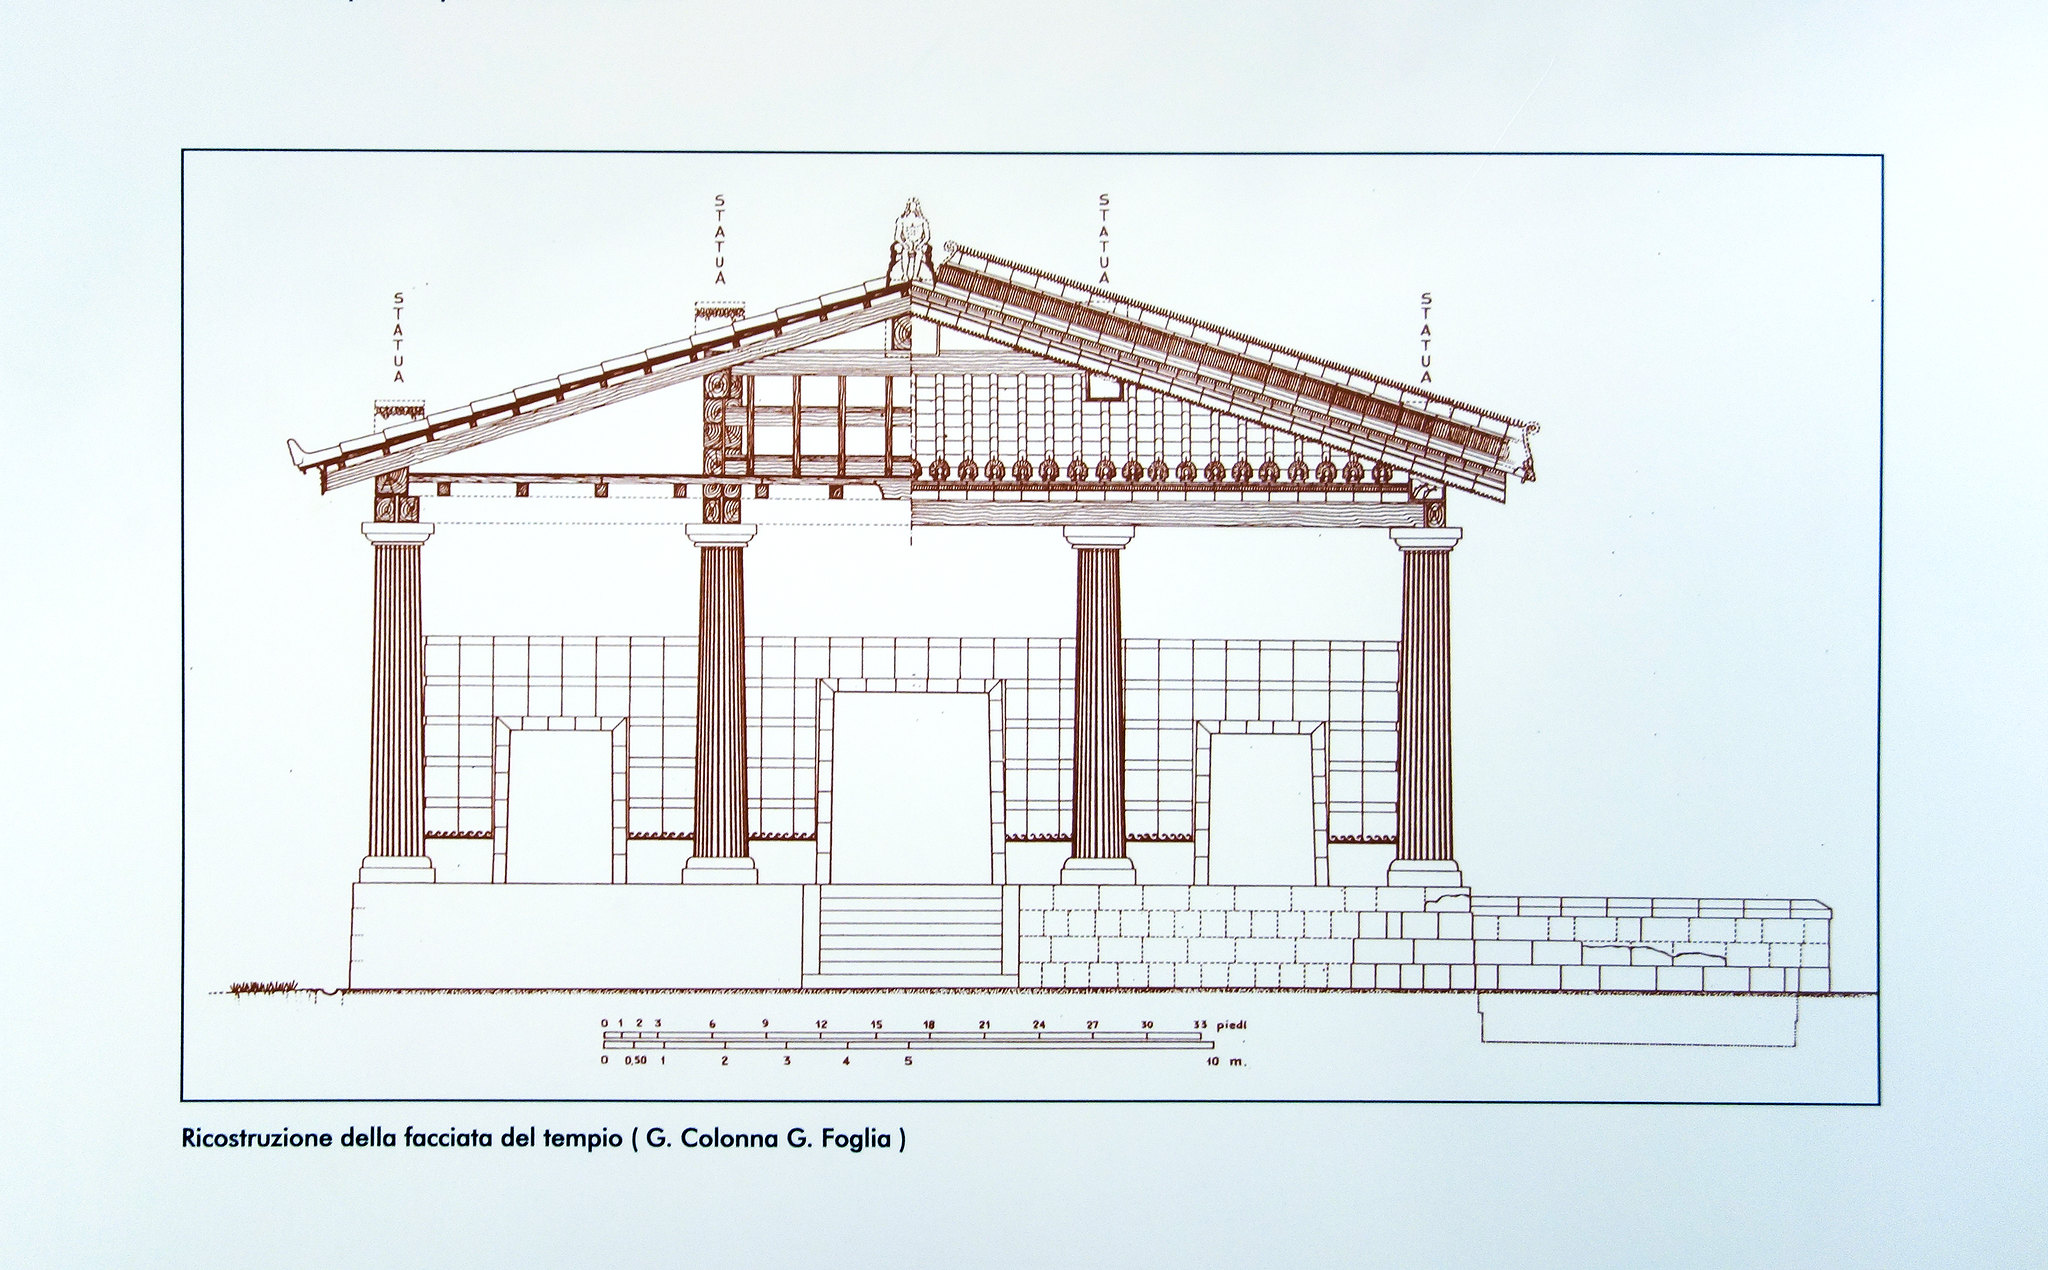 STATUA
STATUA
STATUA
STATUA
0 1 2 3 6 9 12 15 18 21 24 27 30 33 piedi
0 0,50 1 2 3 4 5 10 m.
Ricostruzione della facciata del tempio ( G. Colonna G. Foglia )